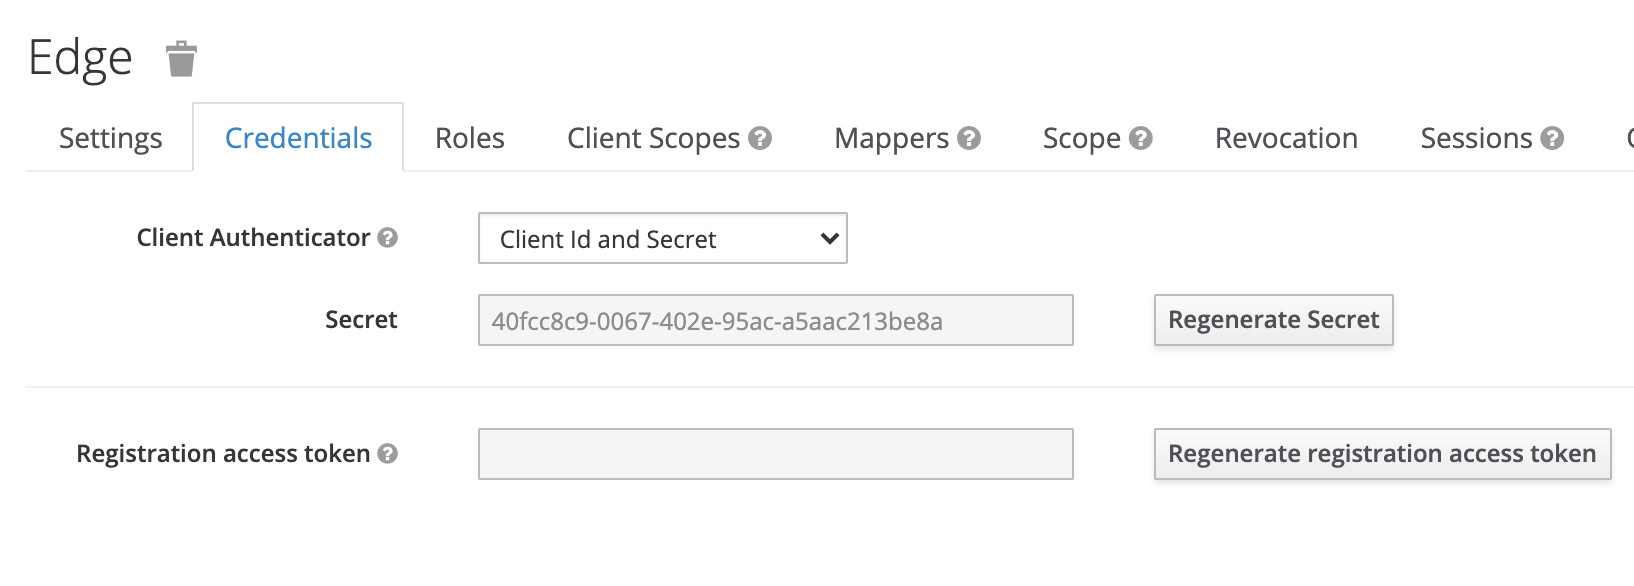 Edge
Settings Credentials Roles Client Scopes Mappers Scope Revocation Sessions
Client Authenticator Client Id and Secret
Secret 40fcc8c9-0067-402e-95ac-a5aac213be8a Regenerate Secret
Registration access token Regenerate registration access token